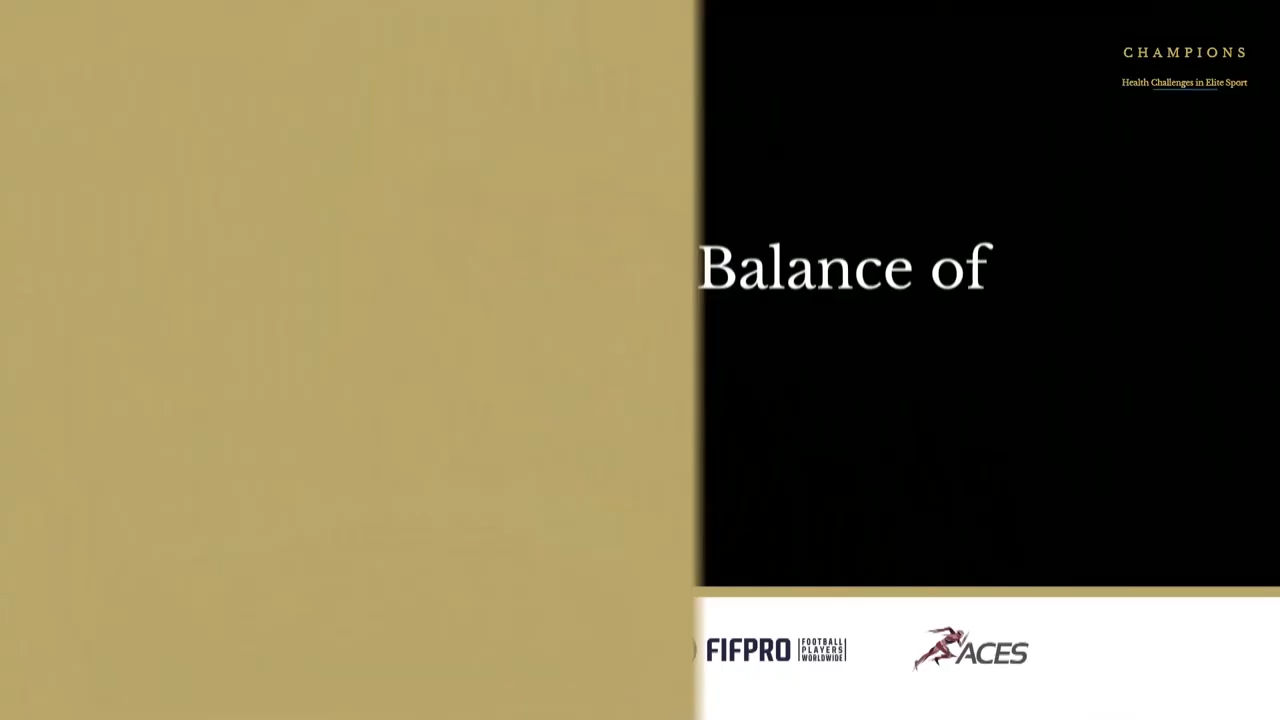 CHAMPIONS
Health Challenges in Elite Sport
Balance of
FIFPRO
FOOTBALL
PLAYERS
WORLDWIDE
ACES